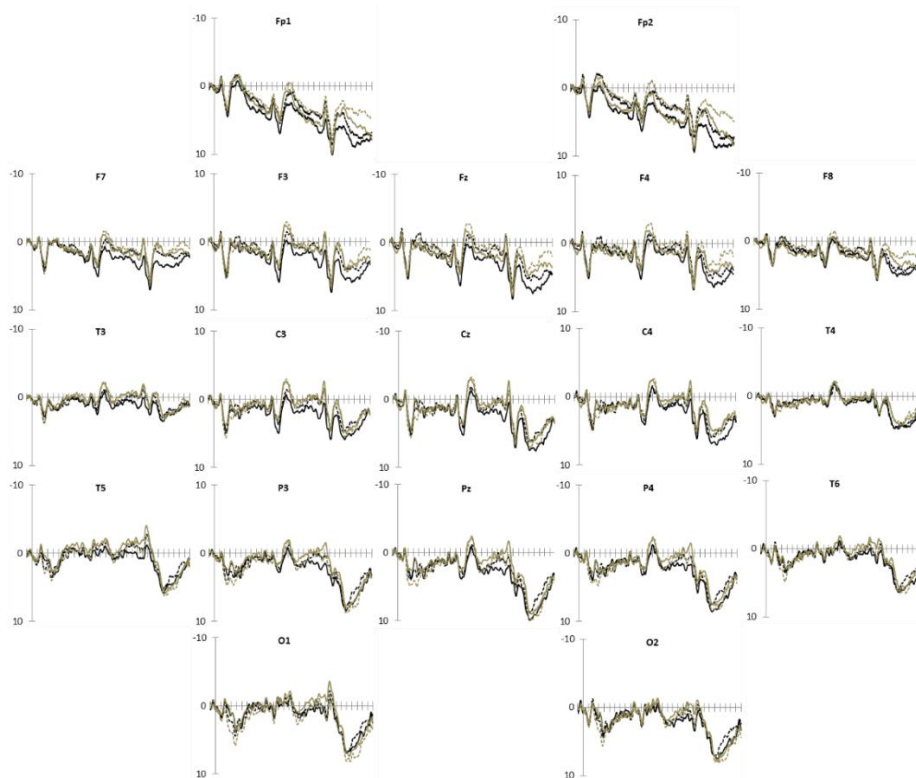 Fp1 Fp2
-10 -10
0 0
10 10
F7 F3 Fz F4 F8
-10 -10 -10 -10 -10
0 0 0 0 0
10 10 10 10 10
T3 C3 Cz C4 T4
-10 10 -10 10 -10
0 0 0 0 0
10 10 10 10 10
T5 P3 Pz P4 T6
10 -10 -10 -10 -10
0 0 0 0 0
10 10 10 10 10
O1 O2
-10 -10
0 0
10 10